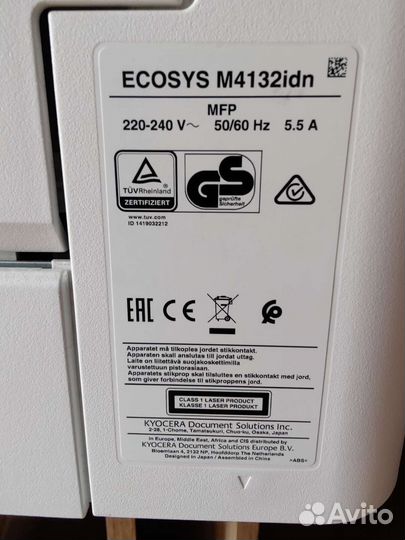 ECOSYS M4132idn
MFP
220-240 V~ 50/60 Hz 5.5 A
TÜVRheinland
ZERTIFIZIERT
GS
geprüfte
Sicherheit
www.tuv.com
ID 1419032212
EAC CE
Apparatet må tilkoples jordet stikkontakt.
Apparaten skall anslutas till jordat uttag.
Laite on liitettävä suojakoskettimilla
varustettuun pistorasiaan.
Apparatets stikprop skal tilsluttes en stikkontakt med jord,
som giver forbindelse til stikproppens jord.
CLASS 1 LASER PRODUCT
KLASSE 1 LASER PRODUKT
KYOCERA Document Solutions Inc.
2-28, 1-Chome, Tamatsukuri, Chuo-ku, Osaka, Japan
In Europe, Middle East, Africa and CIS distributed by
KYOCERA Document Solutions Europe B.V.
Bloemlaan 4, 2132 NP, Hoofddorp The Netherlands
Designed in Japan / Assembled in China
>ABS<
Avito